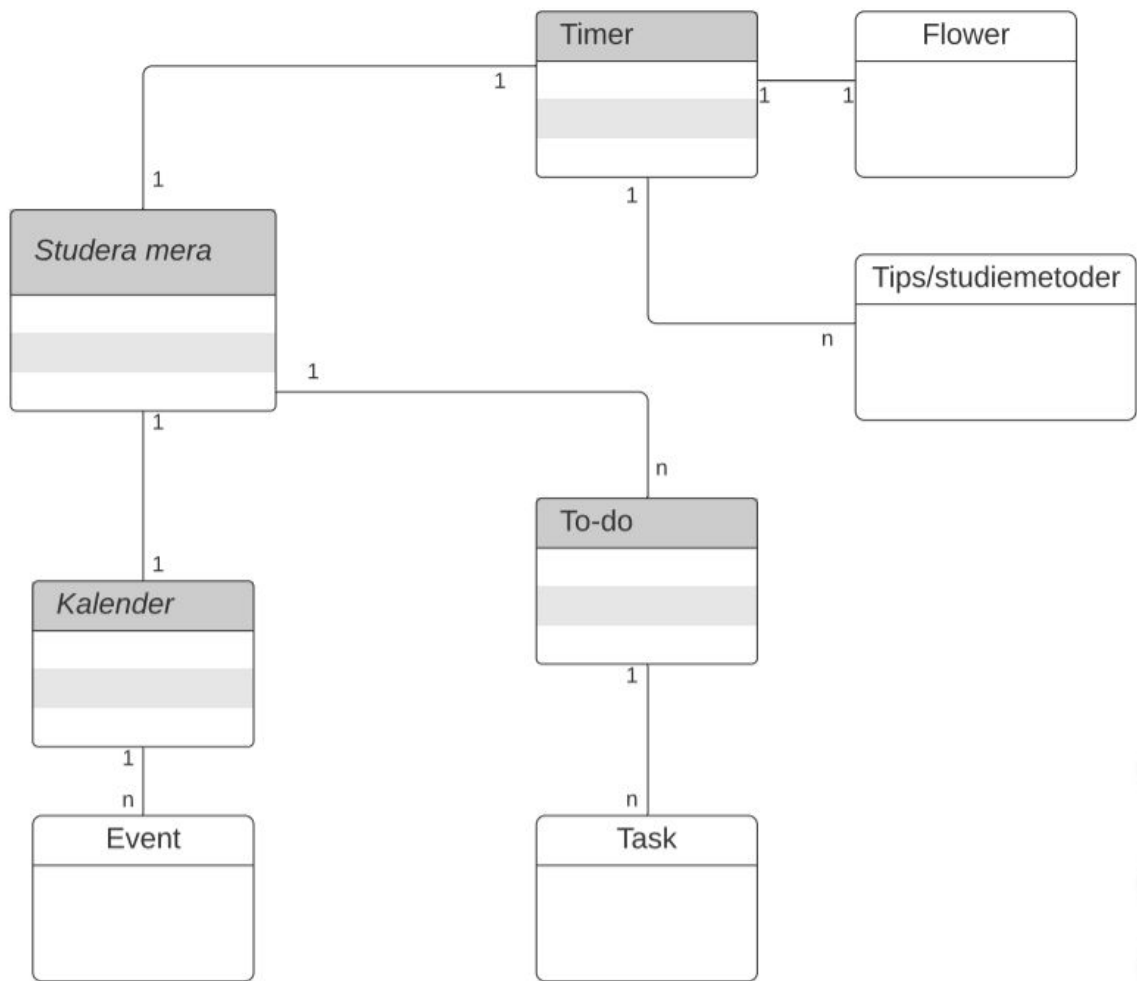 Timer
Flower
1
1
1
1
1
Studera mera
Tips/studiemetoder
n
1
1
n
To-do
1
Kalender
1
1
n
n
Event
Task